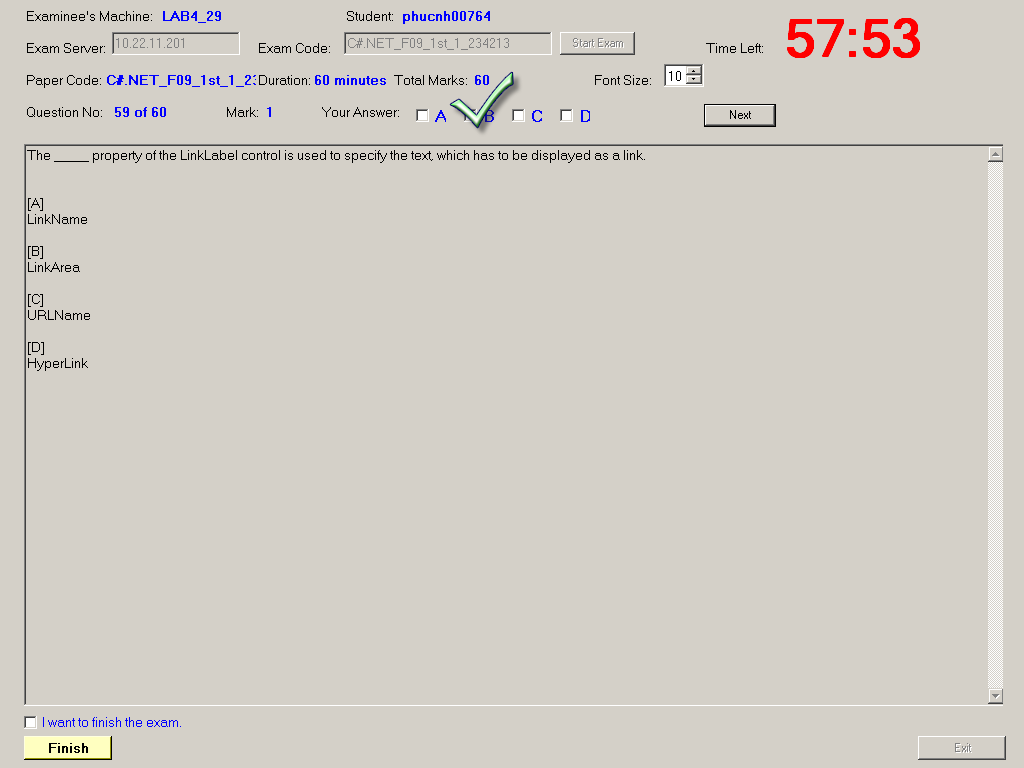 Examinee's Machine: LAB4_29 Student: phucnh00764
Exam Server: 10.22.11.201 Exam Code: C#.NET_F09_1st_1_234213 Start Exam Time Left: 57:53
Paper Code: C#.NET_F09_1st_1_23 Duration: 60 minutes Total Marks: 60 Font Size: 10
Question No: 59 of 60 Mark: 1 Your Answer: A B C D Next
The _____ property of the LinkLabel control is used to specify the text, which has to be displayed as a link.
[A]
LinkName
[B]
LinkArea
[C]
URLName
[D]
HyperLink
I want to finish the exam.
Finish Exit